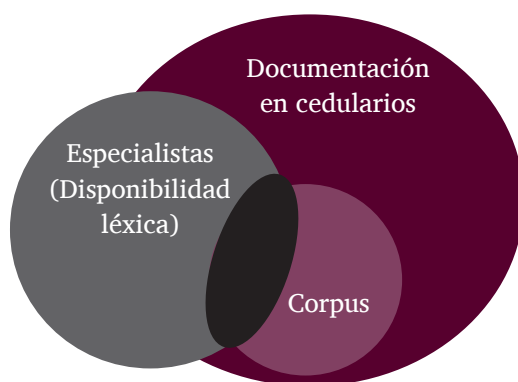 Documentación
en cedularios
Especialistas
(Disponibilidad
léxica)
Corpus